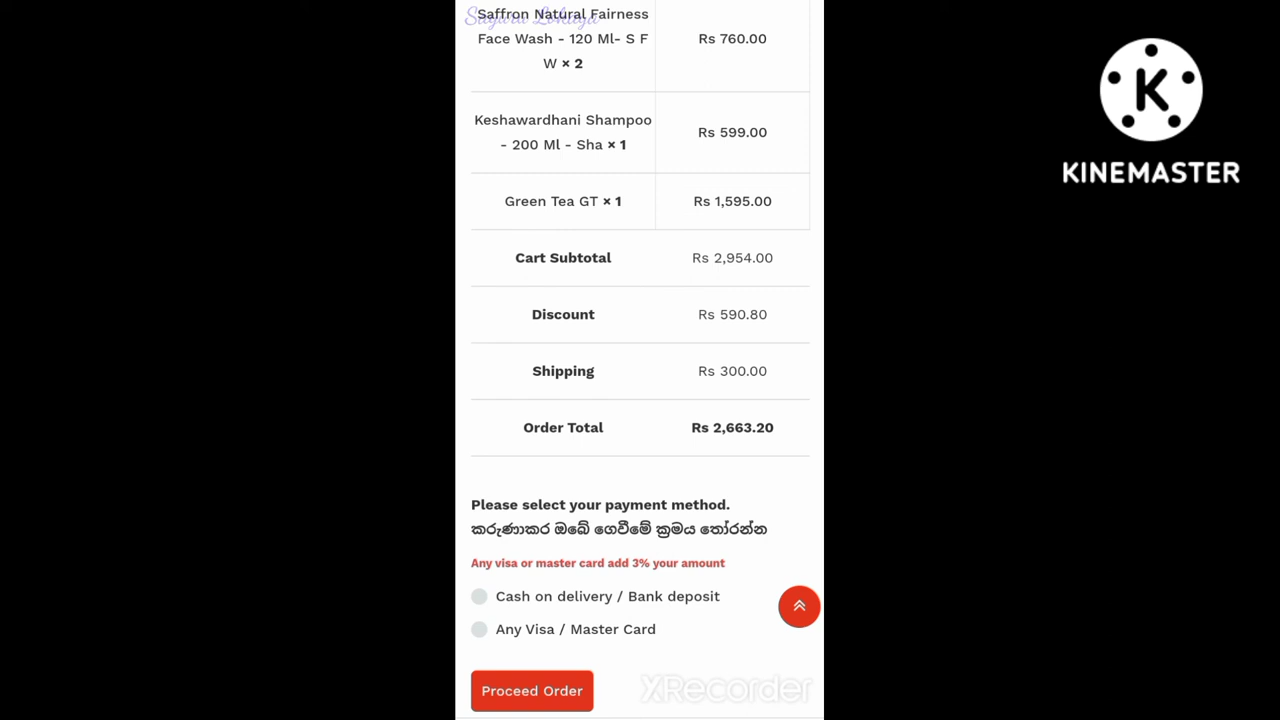 Sayuru Lokaya
Saffron Natural Fairness
Face Wash - 120 Ml- S F
W × 2
Rs 760.00
Keshawardhani Shampoo
- 200 Ml - Sha × 1
Rs 599.00
Green Tea GT × 1
Rs 1,595.00
Cart Subtotal
Rs 2,954.00
Discount
Rs 590.80
Shipping
Rs 300.00
Order Total
Rs 2,663.20
Please select your payment method.
කරුණාකර ඔබේ ගෙවීමේ ක්‍රමය තෝරන්න
Any visa or master card add 3% your amount
Cash on delivery / Bank deposit
Any Visa / Master Card
Proceed Order
XRecorder
K
KINEMASTER